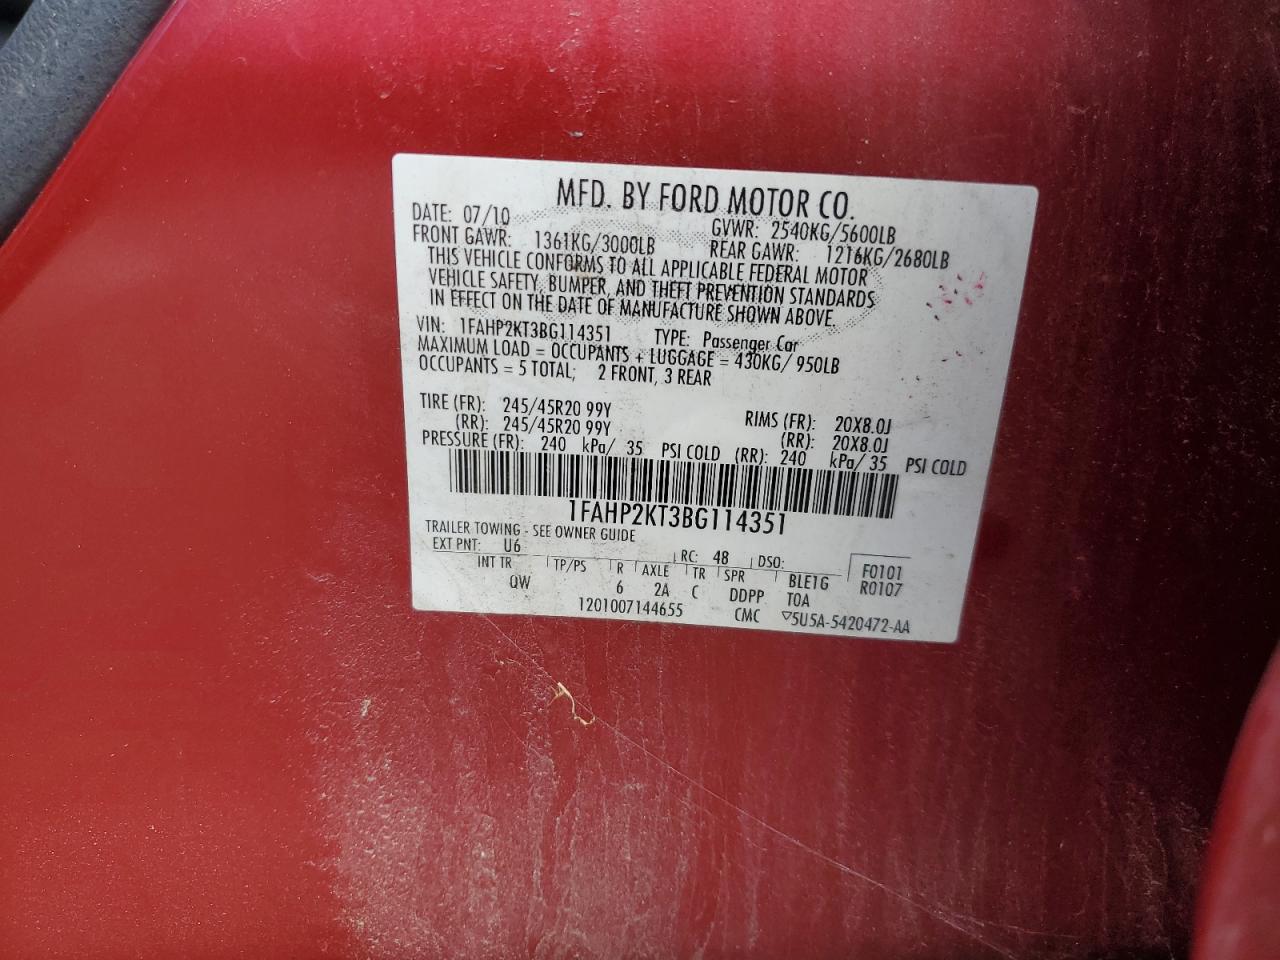 MFD. BY FORD MOTOR CO.
DATE: 07/10 GVWR: 2540KG/5600LB
FRONT GAWR: 1361KG/3000LB REAR GAWR: 1216KG/2680LB
THIS VEHICLE CONFORMS TO ALL APPLICABLE FEDERAL MOTOR
VEHICLE SAFETY, BUMPER, AND THEFT PREVENTION STANDARDS
IN EFFECT ON THE DATE OF MANUFACTURE SHOWN ABOVE.
VIN: 1FAHP2KT3BG114351 TYPE: Passenger Car
MAXIMUM LOAD = OCCUPANTS + LUGGAGE = 430KG/ 950LB
OCCUPANTS = 5 TOTAL; 2 FRONT, 3 REAR
TIRE (FR): 245/45R20 99Y RIMS (FR): 20X8.0J
(RR): 245/45R20 99Y (RR): 20X8.0J
PRESSURE (FR): 240 kPa/ 35 PSI COLD (RR): 240 kPa/ 35 PSI COLD
1FAHP2KT3BG114351
TRAILER TOWING - SEE OWNER GUIDE
EXT PNT: U6 RC: 48 DSO: F0101
INT TR TP/PS R AXLE TR SPR BLE1G R0107
QW 6 2A C DDPP T0A
1201007144655 CMC ▽5U5A-5420472-AA